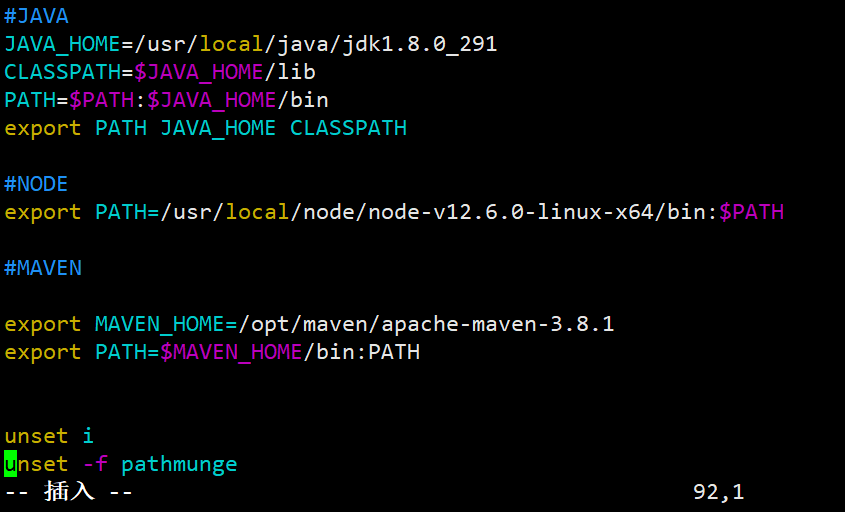 #JAVA
JAVA_HOME=/usr/local/java/jdk1.8.0_291
CLASSPATH=$JAVA_HOME/lib
PATH=$PATH:$JAVA_HOME/bin
export PATH JAVA_HOME CLASSPATH
#NODE
export PATH=/usr/local/node/node-v12.6.0-linux-x64/bin:$PATH
#MAVEN
export MAVEN_HOME=/opt/maven/apache-maven-3.8.1
export PATH=$MAVEN_HOME/bin:PATH
unset i
unset -f pathmunge
-- 插入 -- 92,1